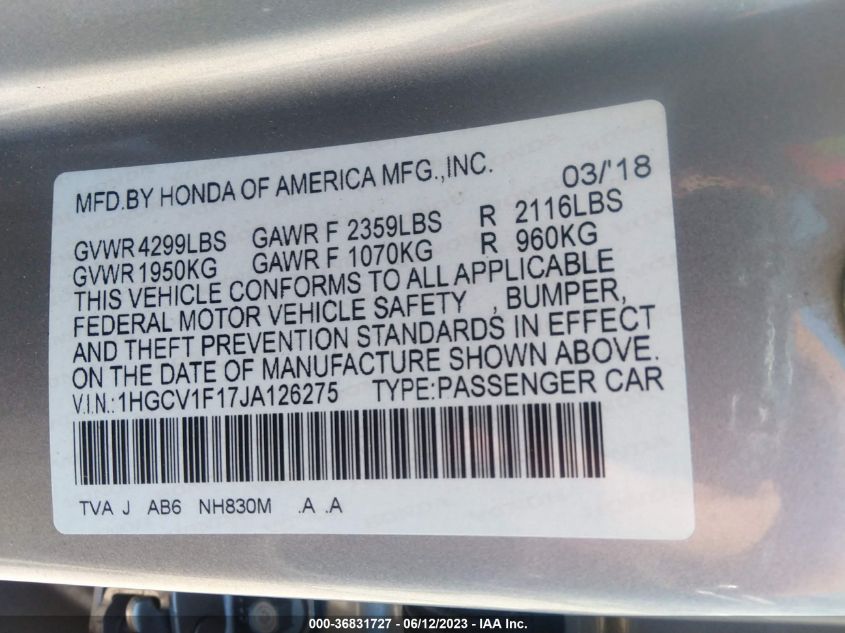 MFD.BY HONDA OF AMERICA MFG.,INC. 03/'18
GVWR 4299LBS GAWR F 2359LBS R 2116LBS
GVWR 1950KG GAWR F 1070KG R 960KG
THIS VEHICLE CONFORMS TO ALL APPLICABLE
FEDERAL MOTOR VEHICLE SAFETY , BUMPER,
AND THEFT PREVENTION STANDARDS IN EFFECT
ON THE DATE OF MANUFACTURE SHOWN ABOVE.
V.I.N.:1HGCV1F17JA126275 TYPE:PASSENGER CAR
TVA J AB6 NH830M .A .A
000-36831727 - 06/12/2023 - IAA Inc.